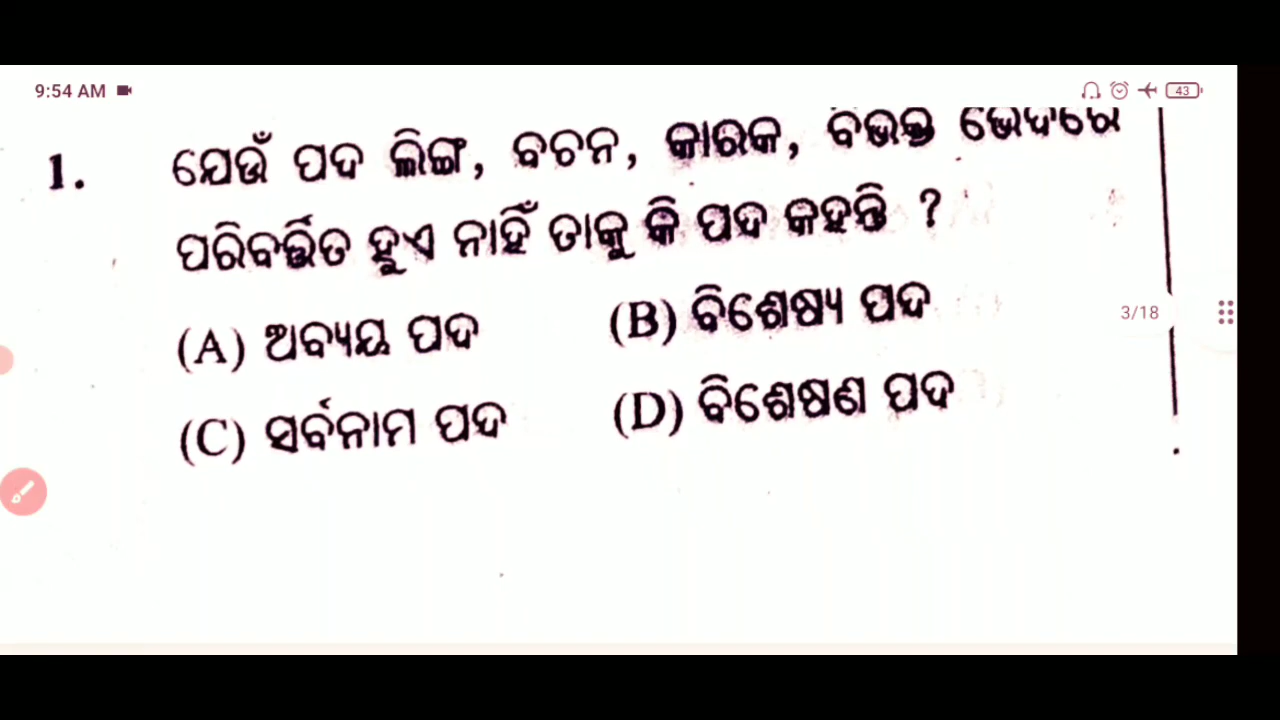 9:54 AM
43
1. ଯେଉଁ ପଦ ଲିଙ୍ଗ, ବଚନ, କାରକ, ଭେଦରେ
ପରିବର୍ତ୍ତିତ ହୁଏ ନାହିଁ ତାକୁ କି ପଦ କହନ୍ତି ?
(A) ଅବ୍ୟୟ ପଦ (B) ବିଶେଷ୍ୟ ପଦ
3/18
(C) ସର୍ବନାମ ପଦ (D) ବିଶେଷଣ ପଦ